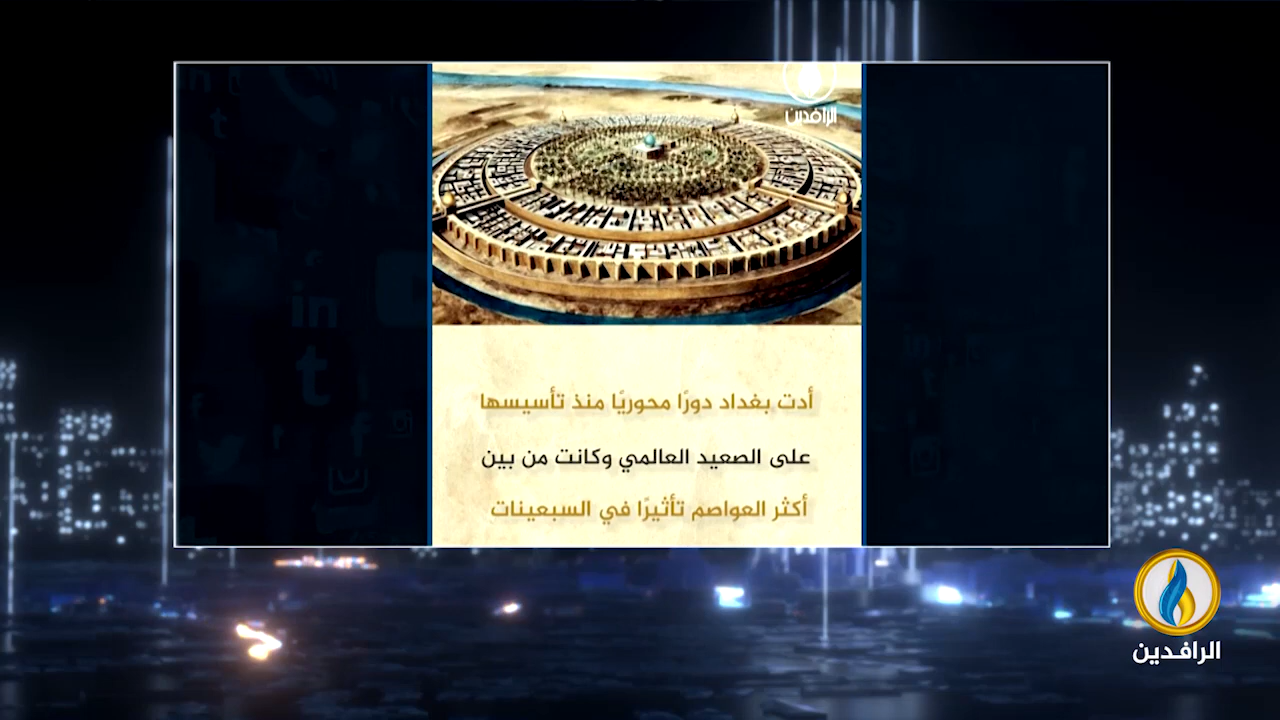 الرافدين
أدت بغداد دورًا محوريًا منذ تأسيسها
على الصعيد العالمي وكانت من بين
أكثر العواصم تأثيرًا في السبعينات
الرافدين